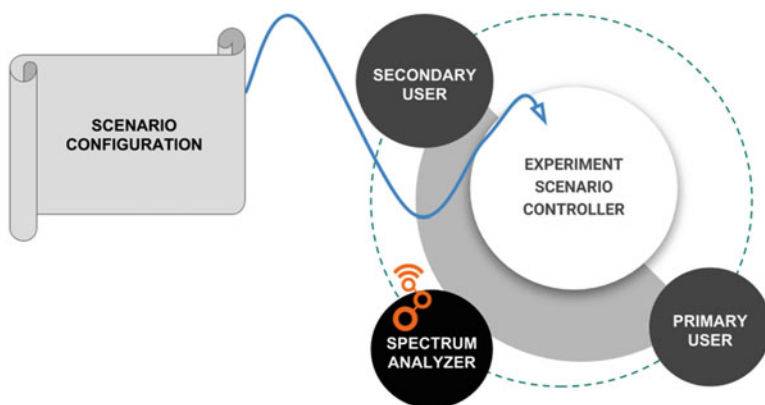 SCENARIO
CONFIGURATION
SECONDARY
USER
EXPERIMENT
SCENARIO
CONTROLLER
SPECTRUM
ANALYZER
PRIMARY
USER